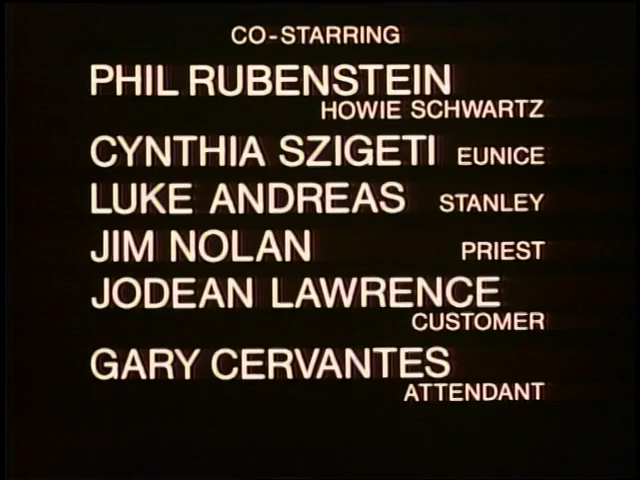 CO-STARRING
PHIL RUBENSTEIN
HOWIE SCHWARTZ
CYNTHIA SZIGETI EUNICE
LUKE ANDREAS STANLEY
JIM NOLAN PRIEST
JODEAN LAWRENCE
CUSTOMER
GARY CERVANTES
ATTENDANT